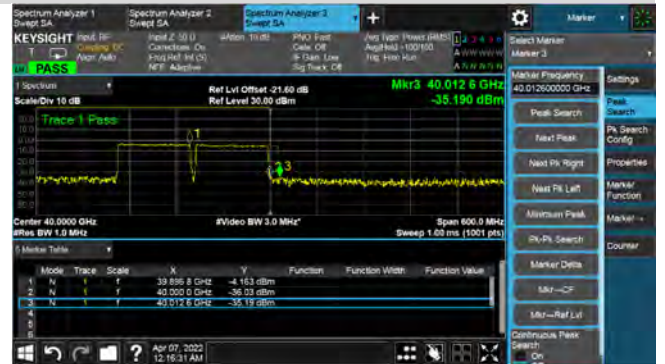 Spectrum Analyzer 1
Swept SA
Spectrum Analyzer 2
Swept SA
Spectrum Analyzer 3
Swept SA
+
Marker
KEYSIGHT
Input: RF
Coupling: DC
Align: Auto
Input Z: 50 Ω
Corrections: On
Freq Ref: Int (S)
NFE: Adaptive
#Atten: 10 dB
PNO: Fast
Gate: Off
IF Gain: Low
Sig Track: Off
Avg Type: Power (RMS)
Avg|Hold: >100/100
Trig: Free Run
PASS
Select Marker
Marker 3
Marker Frequency
40.012600000 GHz
Settings
Peak Search
Next Peak
Next Pk Right
Next Pk Left
Minimum Peak
Pk-Pk Search
Marker Delta
Mkr→CF
Mkr→Ref Lvl
Continuous Peak
Search
On
Peak
Search
Pk Search
Config
Properties
Marker
Function
Marker→
Counter
1 Spectrum
Scale/Div 10 dB
Ref Lvl Offset -21.60 dB
Ref Level 30.00 dBm
Mkr3 40.012 6 GHz
-35.190 dBm
Trace 1 Pass
Center 40.0000 GHz
#Res BW 1.0 MHz
#Video BW 3.0 MHz*
Span 600.0 MHz
Sweep 1.00 ms (1001 pts)
5 Marker Table
Mode Trace Scale X Y Function Function Width Function Value
1 N 1 f 39.896 8 GHz -4.163 dBm
2 N 1 f 40.000 0 GHz -36.03 dBm
3 N 1 f 40.012 6 GHz -35.19 dBm
4
5
6
Apr 07, 2022
12:16:31 AM